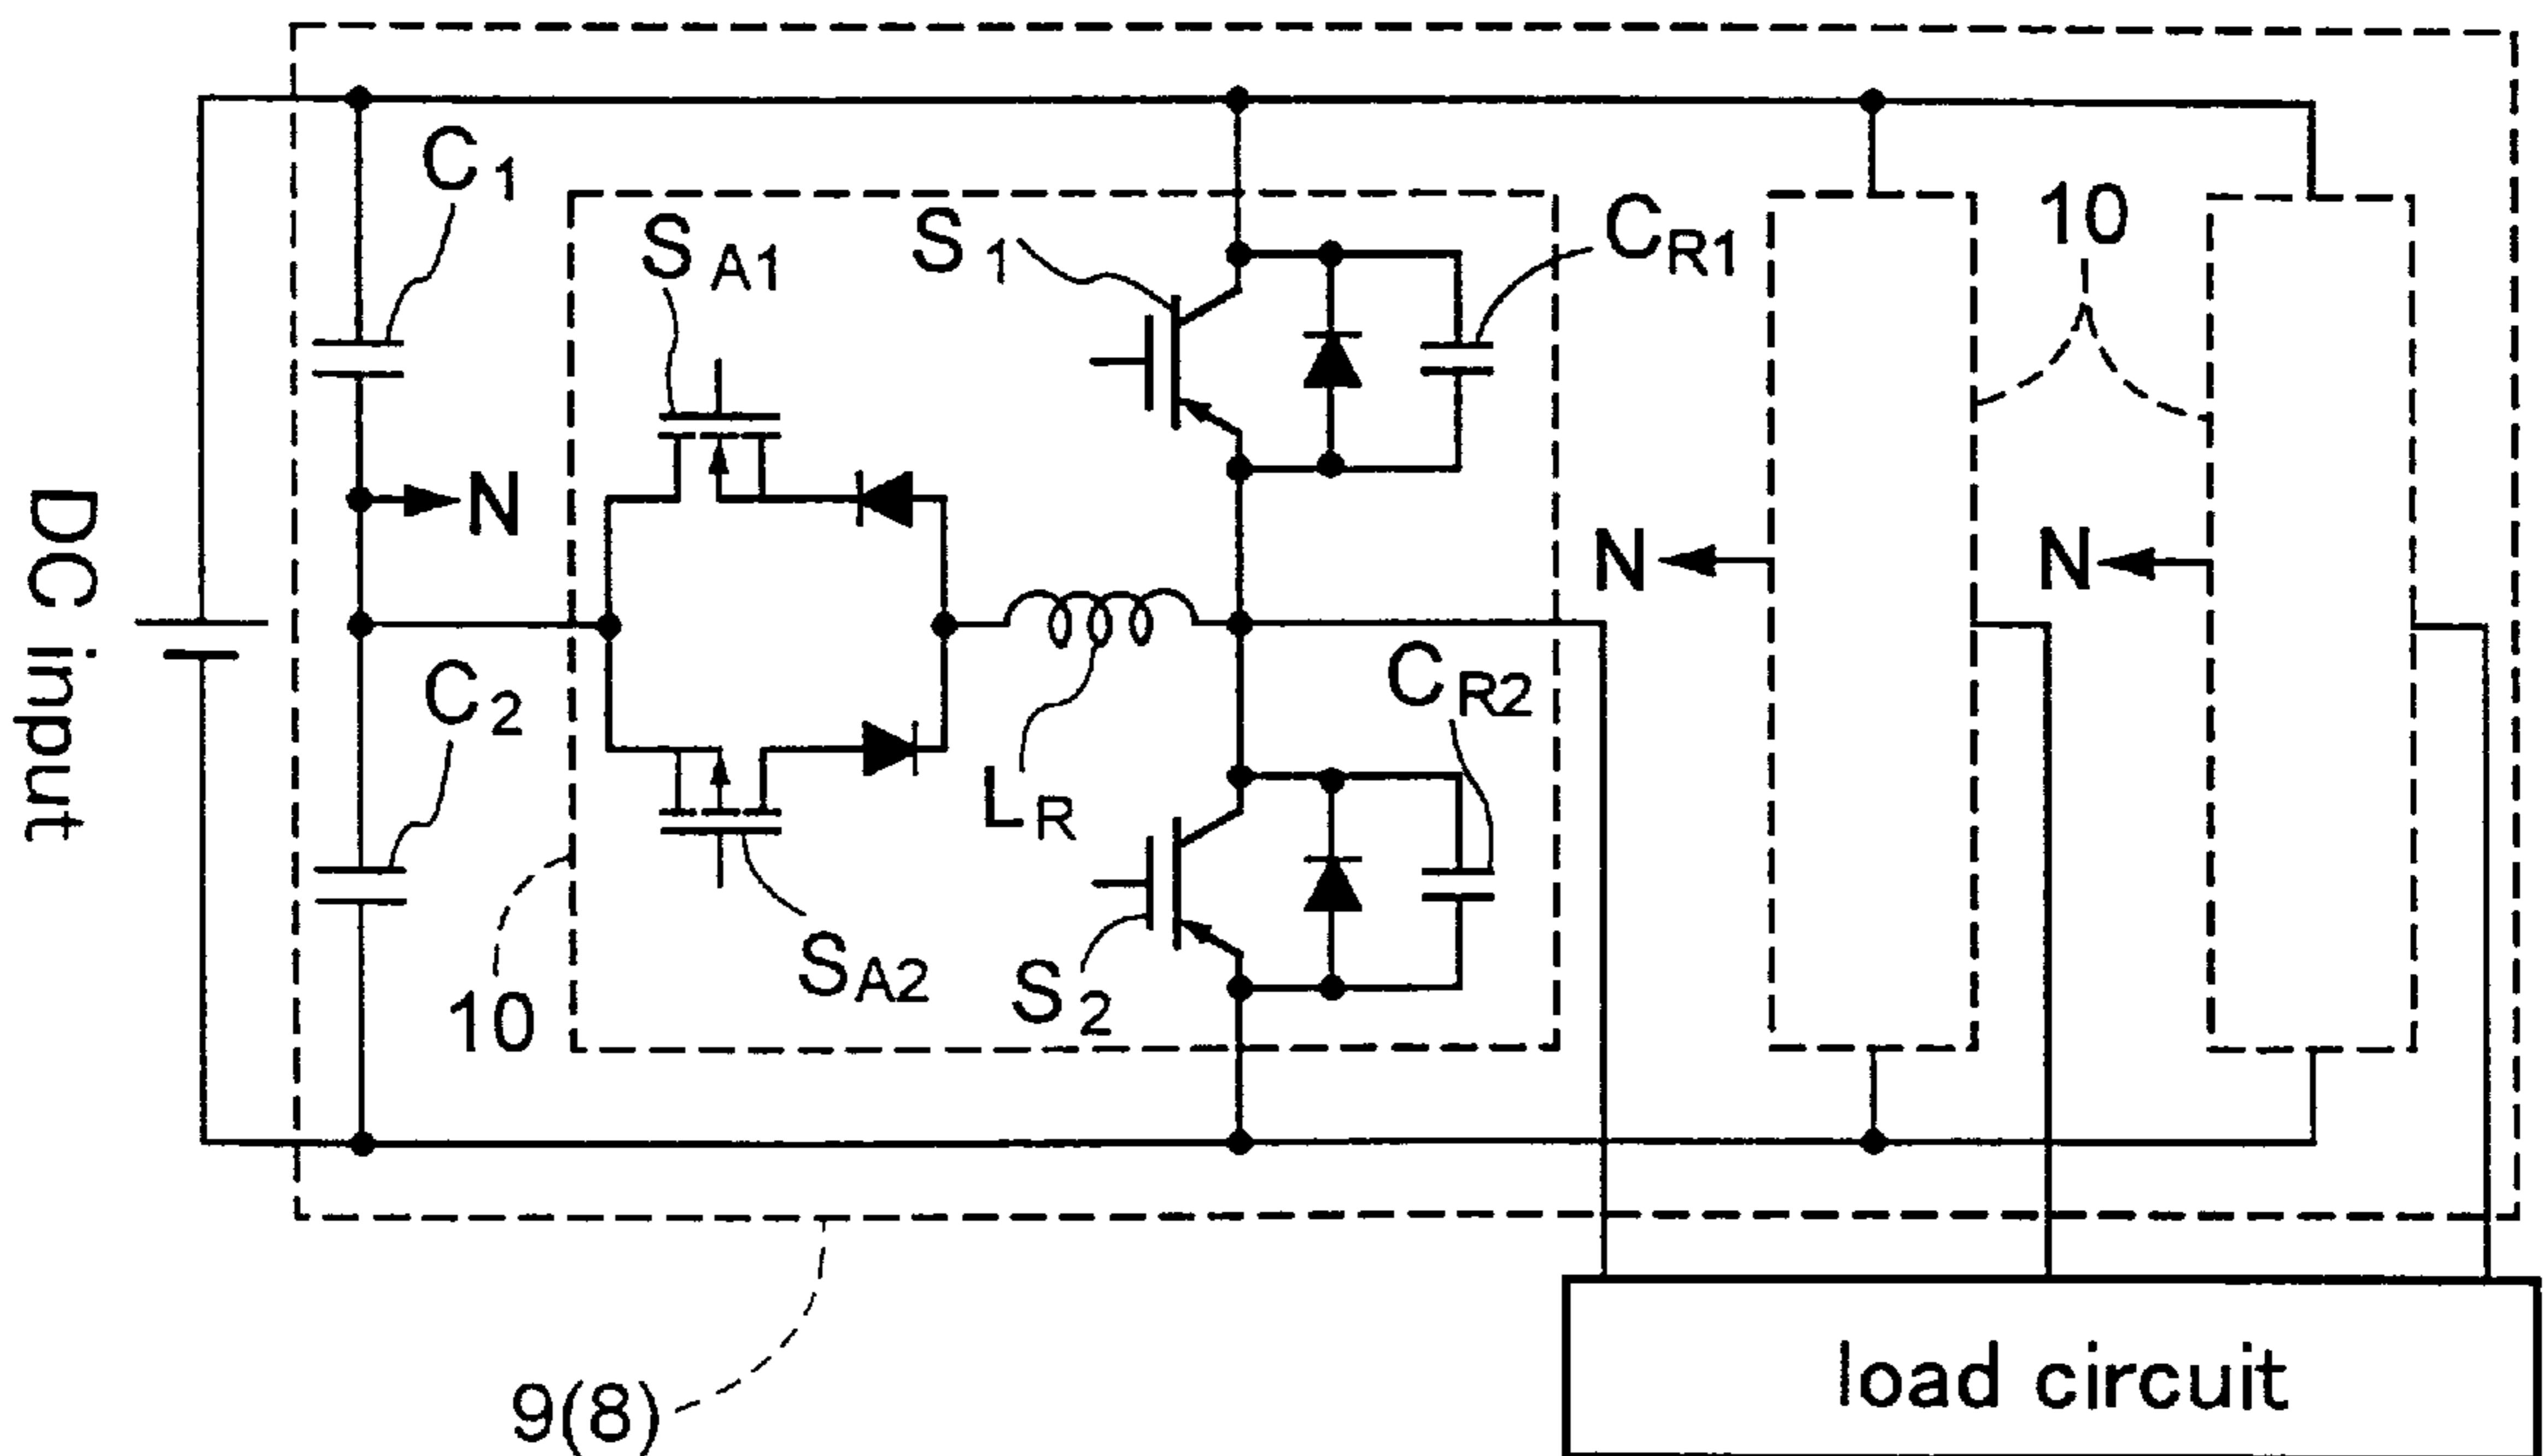 C1
SA1
S1
CR1
10
N
N
N
DC input
C2
CR2
LR
SA2
S2
10
9(8)
load circuit